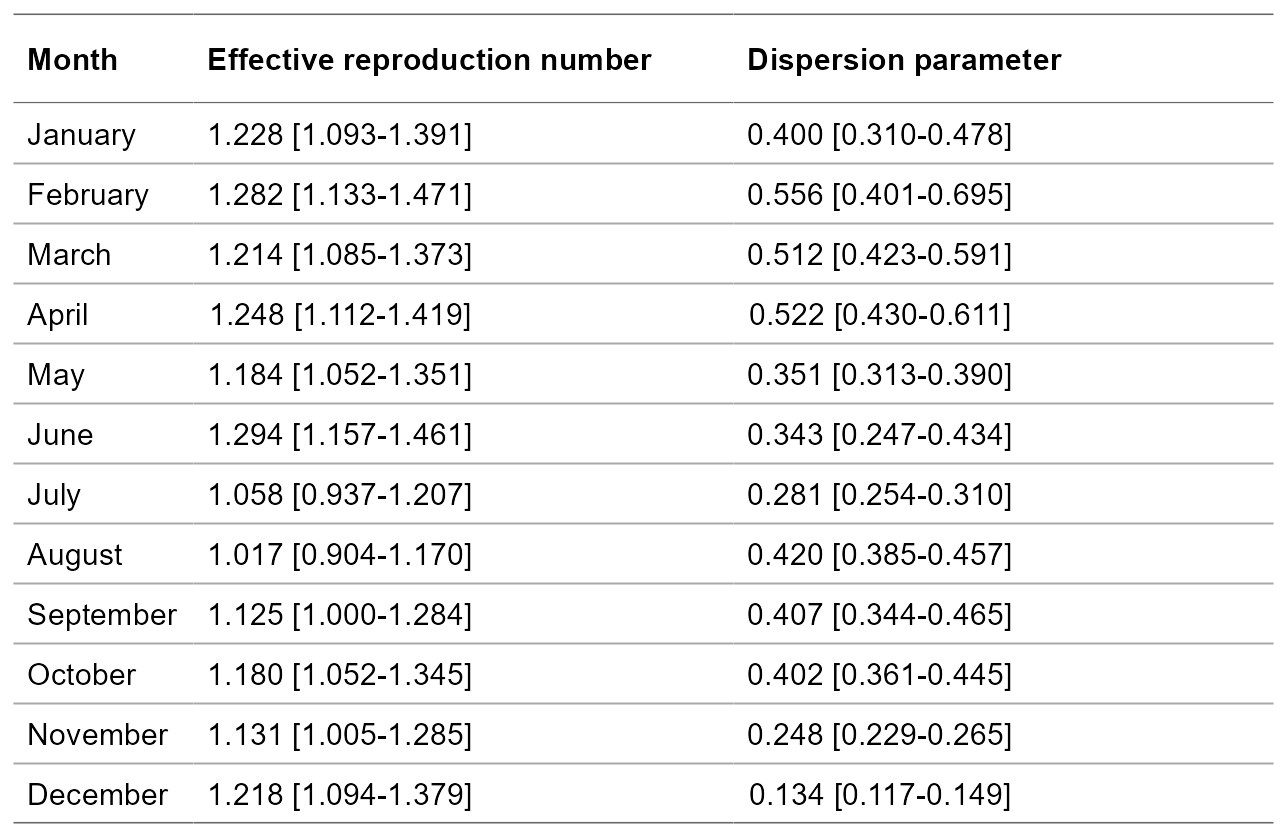 Month Effective reproduction number Dispersion parameter
January 1.228 [1.093-1.391] 0.400 [0.310-0.478]
February 1.282 [1.133-1.471] 0.556 [0.401-0.695]
March 1.214 [1.085-1.373] 0.512 [0.423-0.591]
April 1.248 [1.112-1.419] 0.522 [0.430-0.611]
May 1.184 [1.052-1.351] 0.351 [0.313-0.390]
June 1.294 [1.157-1.461] 0.343 [0.247-0.434]
July 1.058 [0.937-1.207] 0.281 [0.254-0.310]
August 1.017 [0.904-1.170] 0.420 [0.385-0.457]
September 1.125 [1.000-1.284] 0.407 [0.344-0.465]
October 1.180 [1.052-1.345] 0.402 [0.361-0.445]
November 1.131 [1.005-1.285] 0.248 [0.229-0.265]
December 1.218 [1.094-1.379] 0.134 [0.117-0.149]